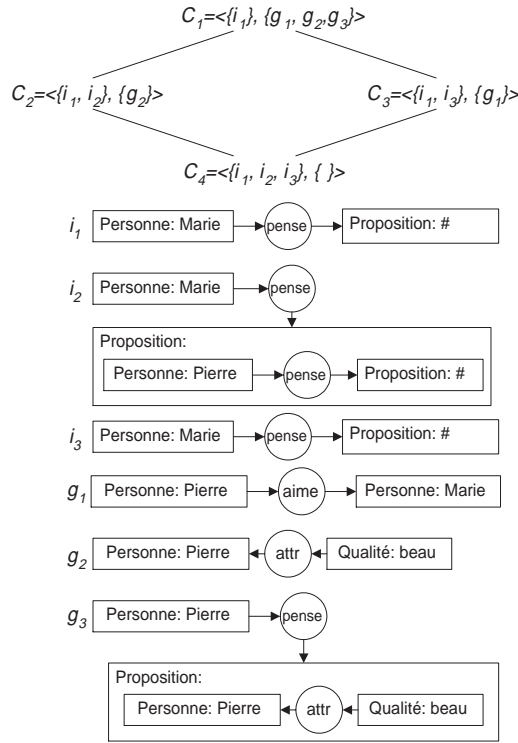 C₁=<{i₁}, {g₁, g₂,g₃}>
C₂=<{i₁, i₂}, {g₂}> C₃=<{i₁, i₃}, {g₁}>
C₄=<{i₁, i₂, i₃}, { }>
i₁ Personne: Marie pense Proposition: #
i₂ Personne: Marie pense
Proposition:
Personne: Pierre pense Proposition: #
i₃ Personne: Marie pense Proposition: #
g₁ Personne: Pierre aime Personne: Marie
g₂ Personne: Pierre attr Qualité: beau
g₃ Personne: Pierre pense
Proposition:
Personne: Pierre attr Qualité: beau